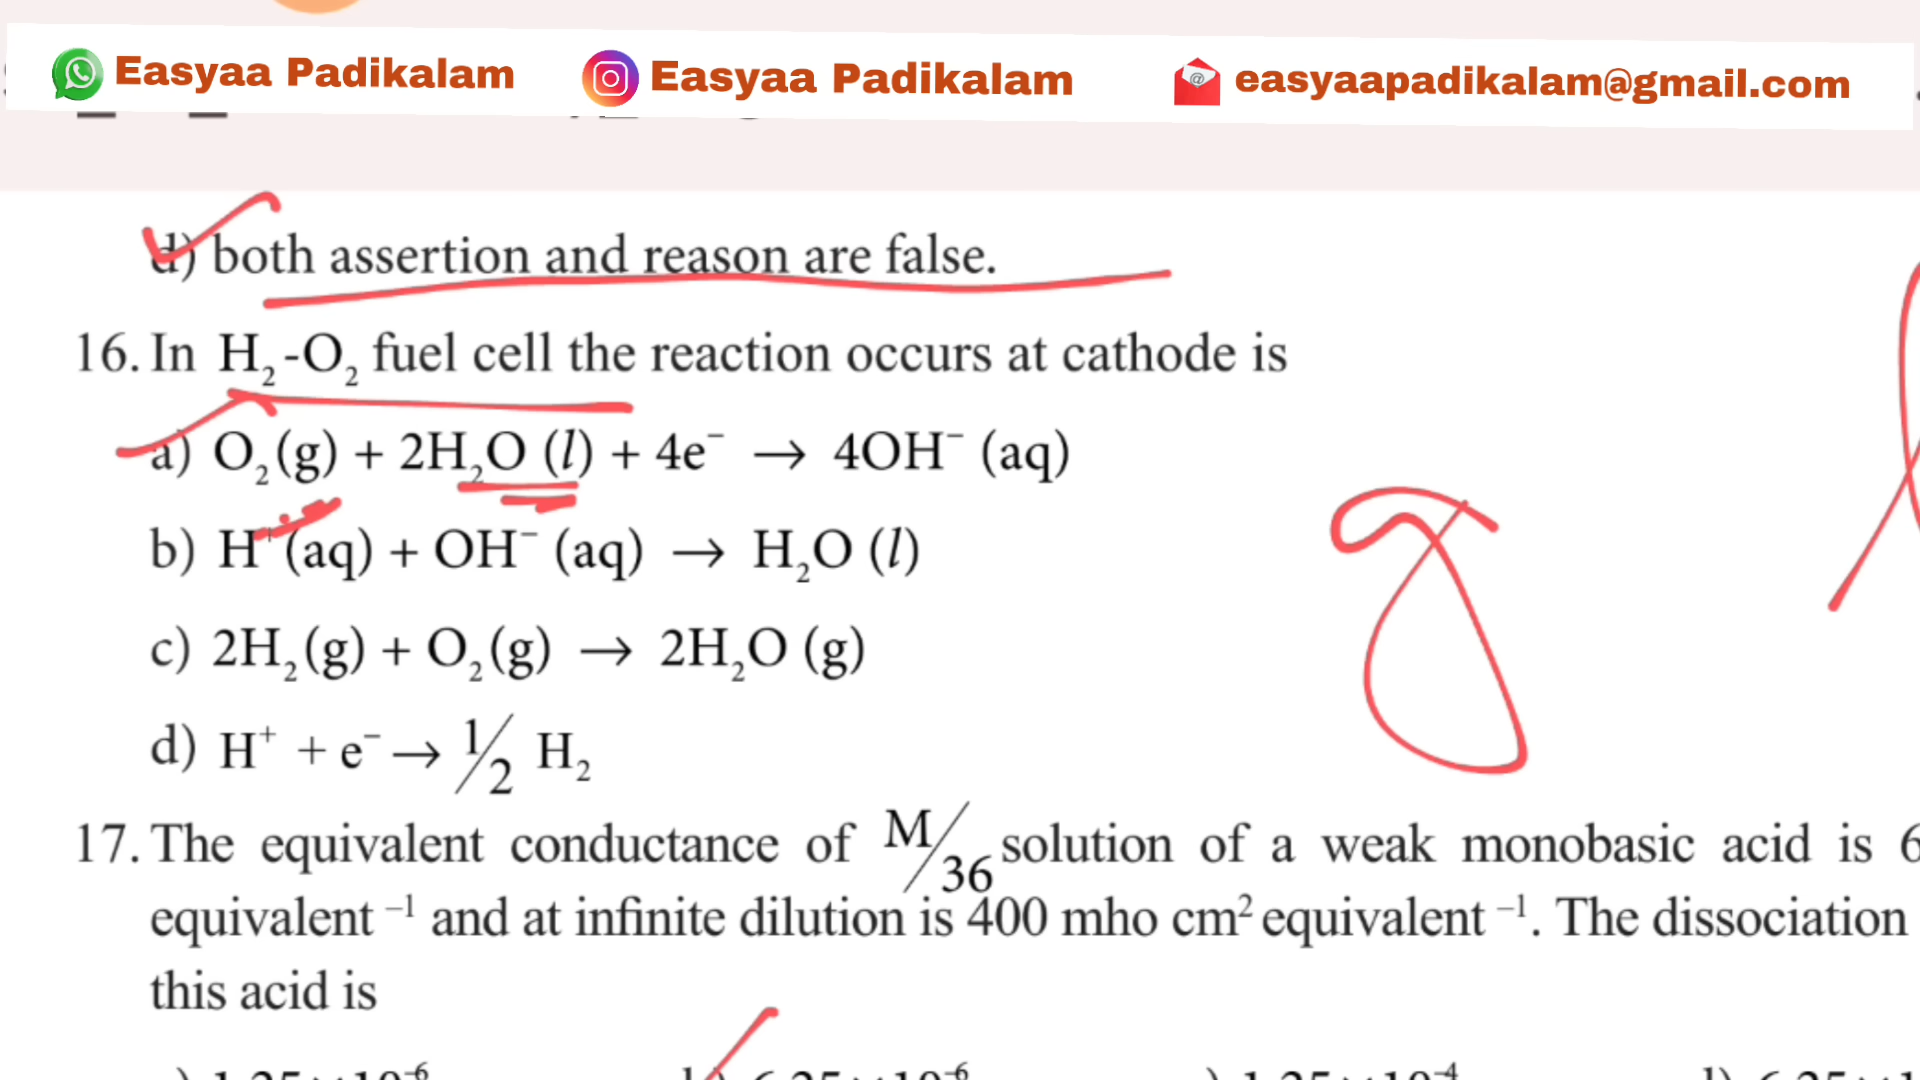 Easyaa Padikalam Easyaa Padikalam easyaapadikalam@gmail.com
d) both assertion and reason are false.
16. In H₂-O₂ fuel cell the reaction occurs at cathode is
a) O₂(g) + 2H₂O (l) + 4e⁻ → 4OH⁻ (aq)
b) H⁺(aq) + OH⁻ (aq) → H₂O (l)
c) 2H₂(g) + O₂(g) → 2H₂O (g)
d) H⁺ + e⁻ → 1/2 H₂
17. The equivalent conductance of M/36 solution of a weak monobasic acid is 6
equivalent ⁻¹ and at infinite dilution is 400 mho cm² equivalent ⁻¹. The dissociation
this acid is